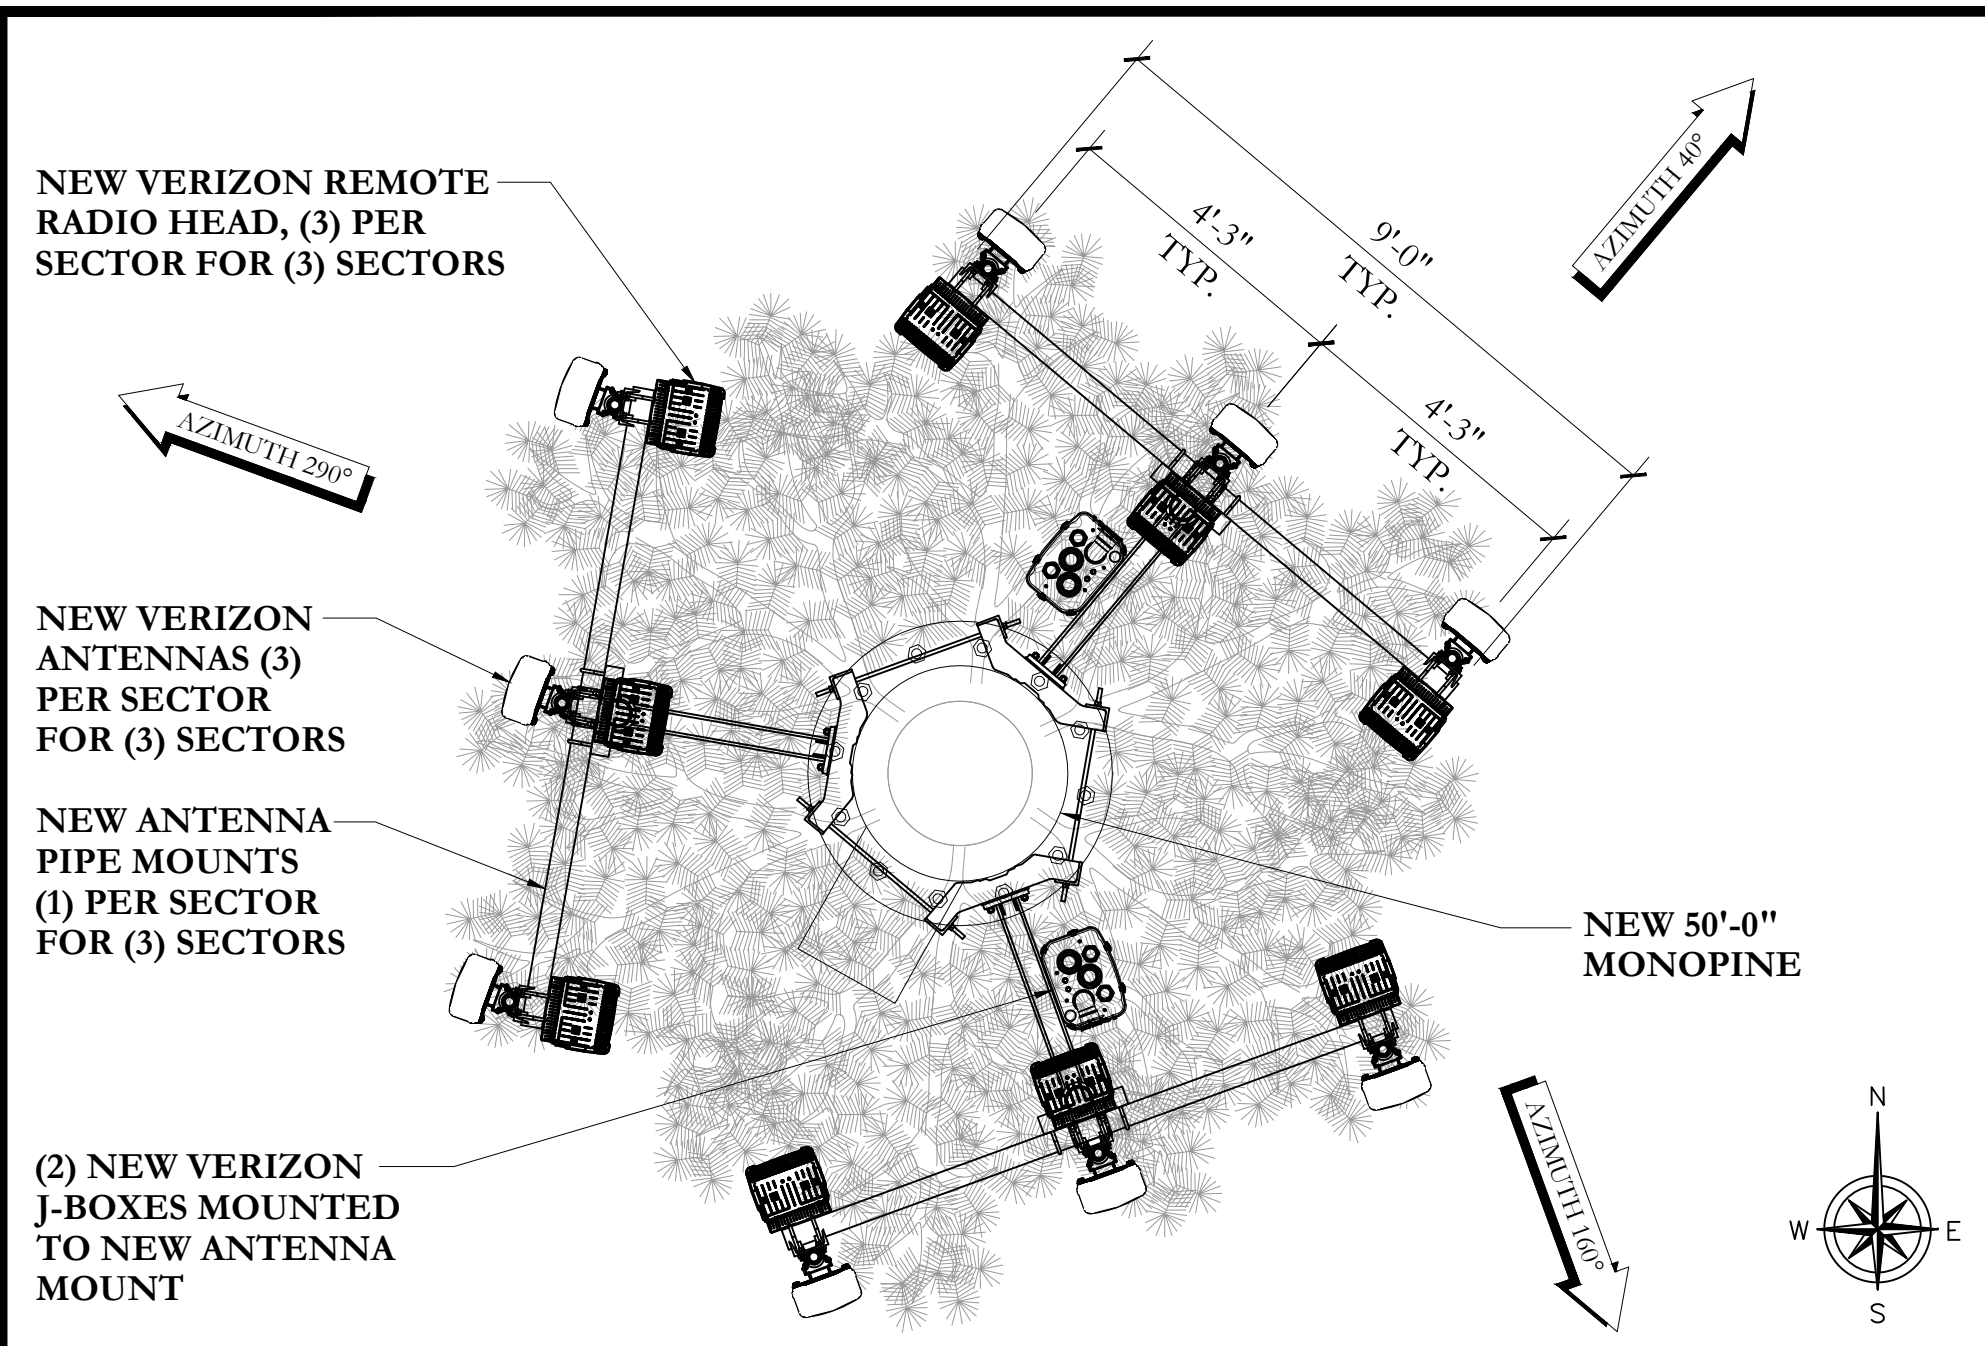 NEW VERIZON REMOTE
RADIO HEAD, (3) PER
SECTOR FOR (3) SECTORS
4'-3"
TYP.
9'-0"
TYP.
4'-3"
TYP.
AZIMUTH 40°
AZIMUTH 290°
NEW VERIZON
ANTENNAS (3)
PER SECTOR
FOR (3) SECTORS
NEW ANTENNA
PIPE MOUNTS
(1) PER SECTOR
FOR (3) SECTORS
NEW 50'-0"
MONOPINE
(2) NEW VERIZON
J-BOXES MOUNTED
TO NEW ANTENNA
MOUNT
AZIMUTH 160°
N
W
E
S